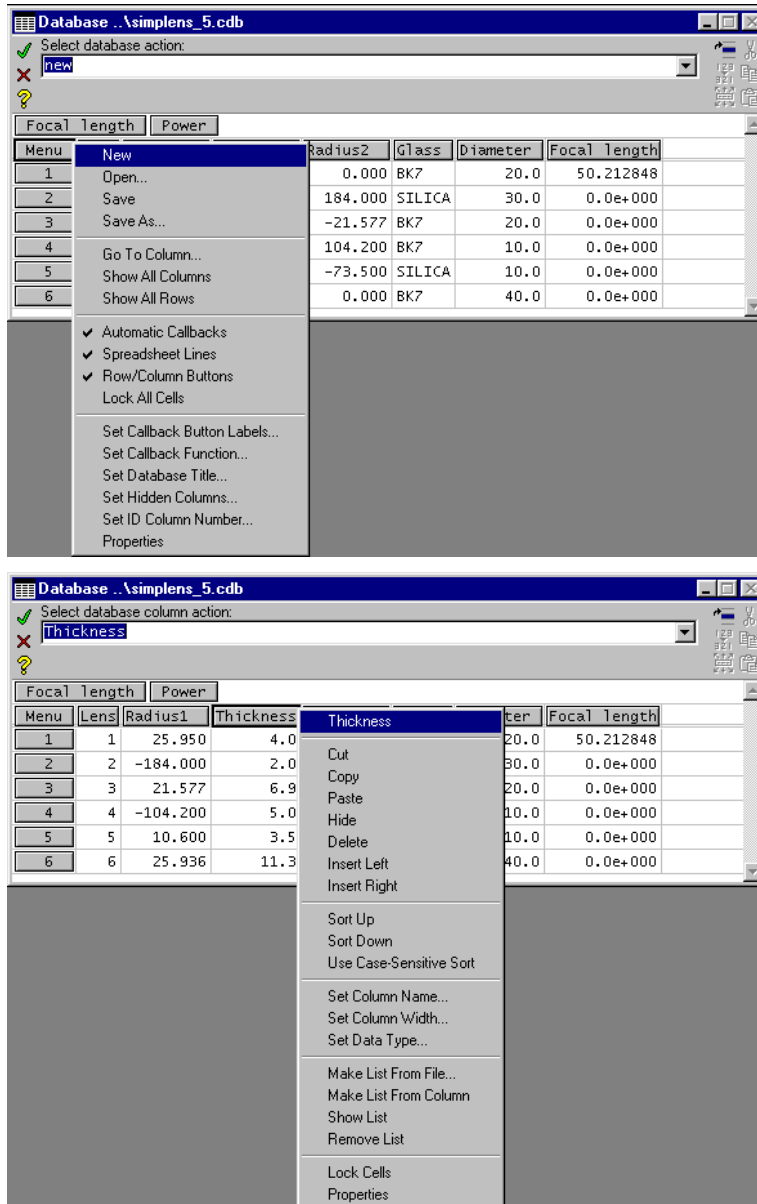 Database ..\simplens_5.cdb
Select database action:
new
Focal length Power
Menu Radius2 Glass Diameter Focal length
1 0.000 BK7 20.0 50.212848
2 184.000 SILICA 30.0 0.0e+000
3 -21.577 BK7 20.0 0.0e+000
4 104.200 BK7 10.0 0.0e+000
5 -73.500 SILICA 10.0 0.0e+000
6 0.000 BK7 40.0 0.0e+000
New
Open...
Save
Save As...
Go To Column...
Show All Columns
Show All Rows
Automatic Callbacks
Spreadsheet Lines
Row/Column Buttons
Lock All Cells
Set Callback Button Labels...
Set Callback Function...
Set Database Title...
Set Hidden Columns...
Set ID Column Number...
Properties
Database ..\simplens_5.cdb
Select database column action:
Thickness
Focal length Power
Menu Lens Radius1 Thickness ter Focal length
1 1 25.950 4.0 20.0 50.212848
2 2 -184.000 2.0 30.0 0.0e+000
3 3 21.577 6.9 20.0 0.0e+000
4 4 -104.200 5.0 10.0 0.0e+000
5 5 10.600 3.5 10.0 0.0e+000
6 6 25.936 11.3 40.0 0.0e+000
Thickness
Cut
Copy
Paste
Hide
Delete
Insert Left
Insert Right
Sort Up
Sort Down
Use Case-Sensitive Sort
Set Column Name...
Set Column Width...
Set Data Type...
Make List From File...
Make List From Column
Show List
Remove List
Lock Cells
Properties